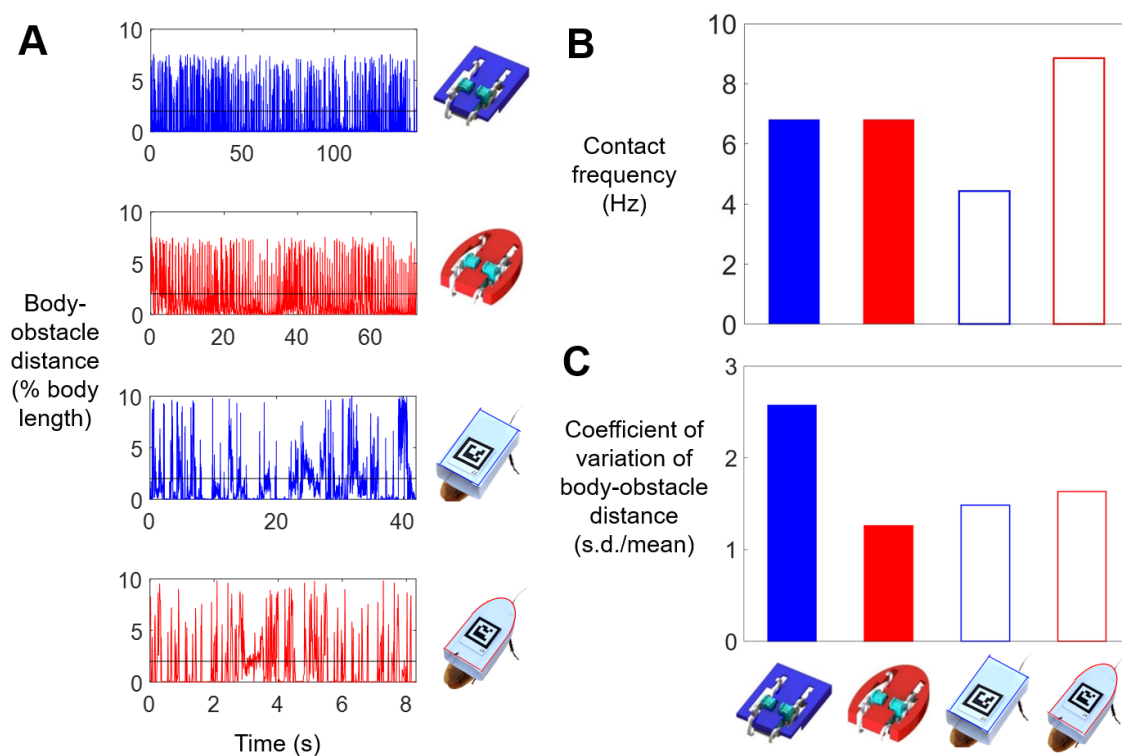 A
10
5
0
0
50
100
10
5
0
0
20
40
60
Body-
obstacle
distance
(% body
length)
10
5
0
0
20
40
10
5
0
0
2
4
6
8
Time (s)
B
10
8
6
4
2
0
Contact
frequency
(Hz)
C
3
2
1
0
Coefficient of
variation of
body-obstacle
distance
(s.d./mean)